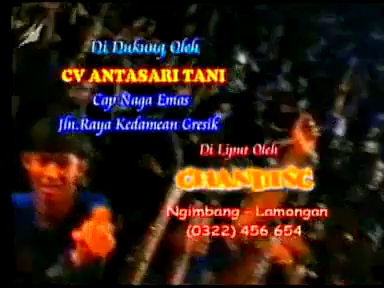 Di Dukung Oleh
CV ANTASARI TANI
Cap Naga Emas
Jln.Raya Kedamean Gresik
Di Liput Oleh
CHANDING
Ngimbang - Lamongan
(0322) 456 654